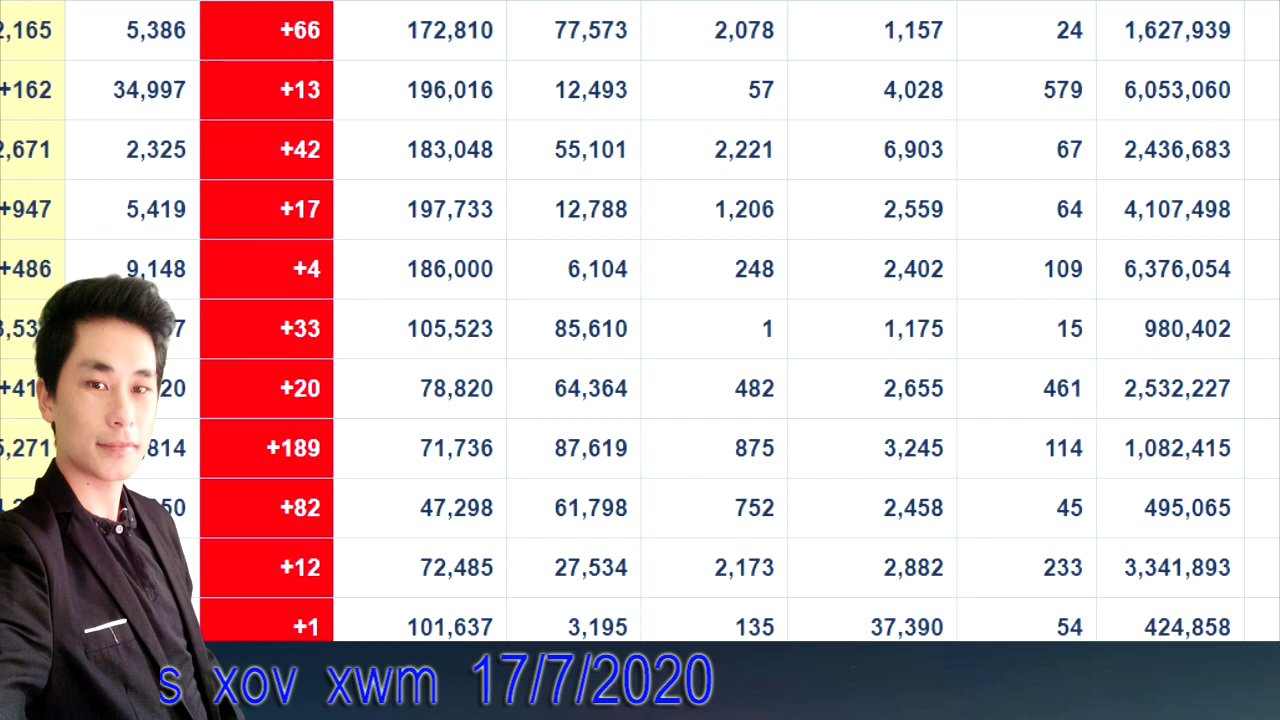 2,165 5,386 +66 172,810 77,573 2,078 1,157 24 1,627,939
+162 34,997 +13 196,016 12,493 57 4,028 579 6,053,060
2,671 2,325 +42 183,048 55,101 2,221 6,903 67 2,436,683
+947 5,419 +17 197,733 12,788 1,206 2,559 64 4,107,498
+486 9,148 +4 186,000 6,104 248 2,402 109 6,376,054
+33 105,523 85,610 1 1,175 15 980,402
+20 78,820 64,364 482 2,655 461 2,532,227
5,271 +189 71,736 87,619 875 3,245 114 1,082,415
+82 47,298 61,798 752 2,458 45 495,065
+12 72,485 27,534 2,173 2,882 233 3,341,893
+1 101,637 3,195 135 37,390 54 424,858
s xov xwm 17/7/2020